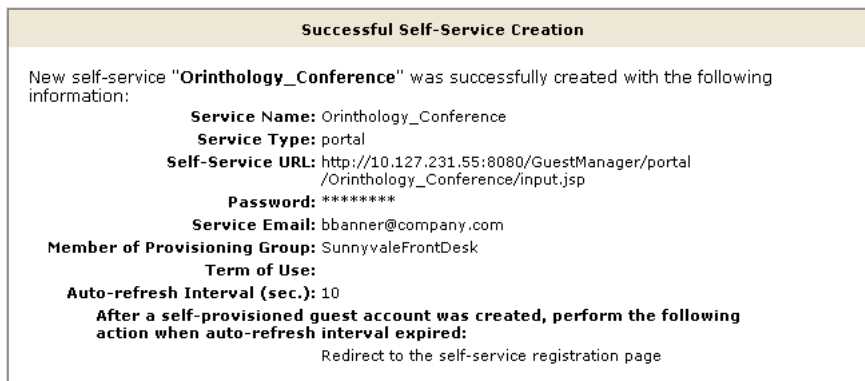 Successful Self-Service Creation
New self-service "Orinthology_Conference" was successfully created with the following
information:
Service Name: Orinthology_Conference
Service Type: portal
Self-Service URL: http://10.127.231.55:8080/GuestManager/portal
/Orinthology_Conference/input.jsp
Password: ********
Service Email: bbanner@company.com
Member of Provisioning Group: SunnyvaleFrontDesk
Term of Use:
Auto-refresh Interval (sec.): 10
After a self-provisioned guest account was created, perform the following
action when auto-refresh interval expired:
Redirect to the self-service registration page